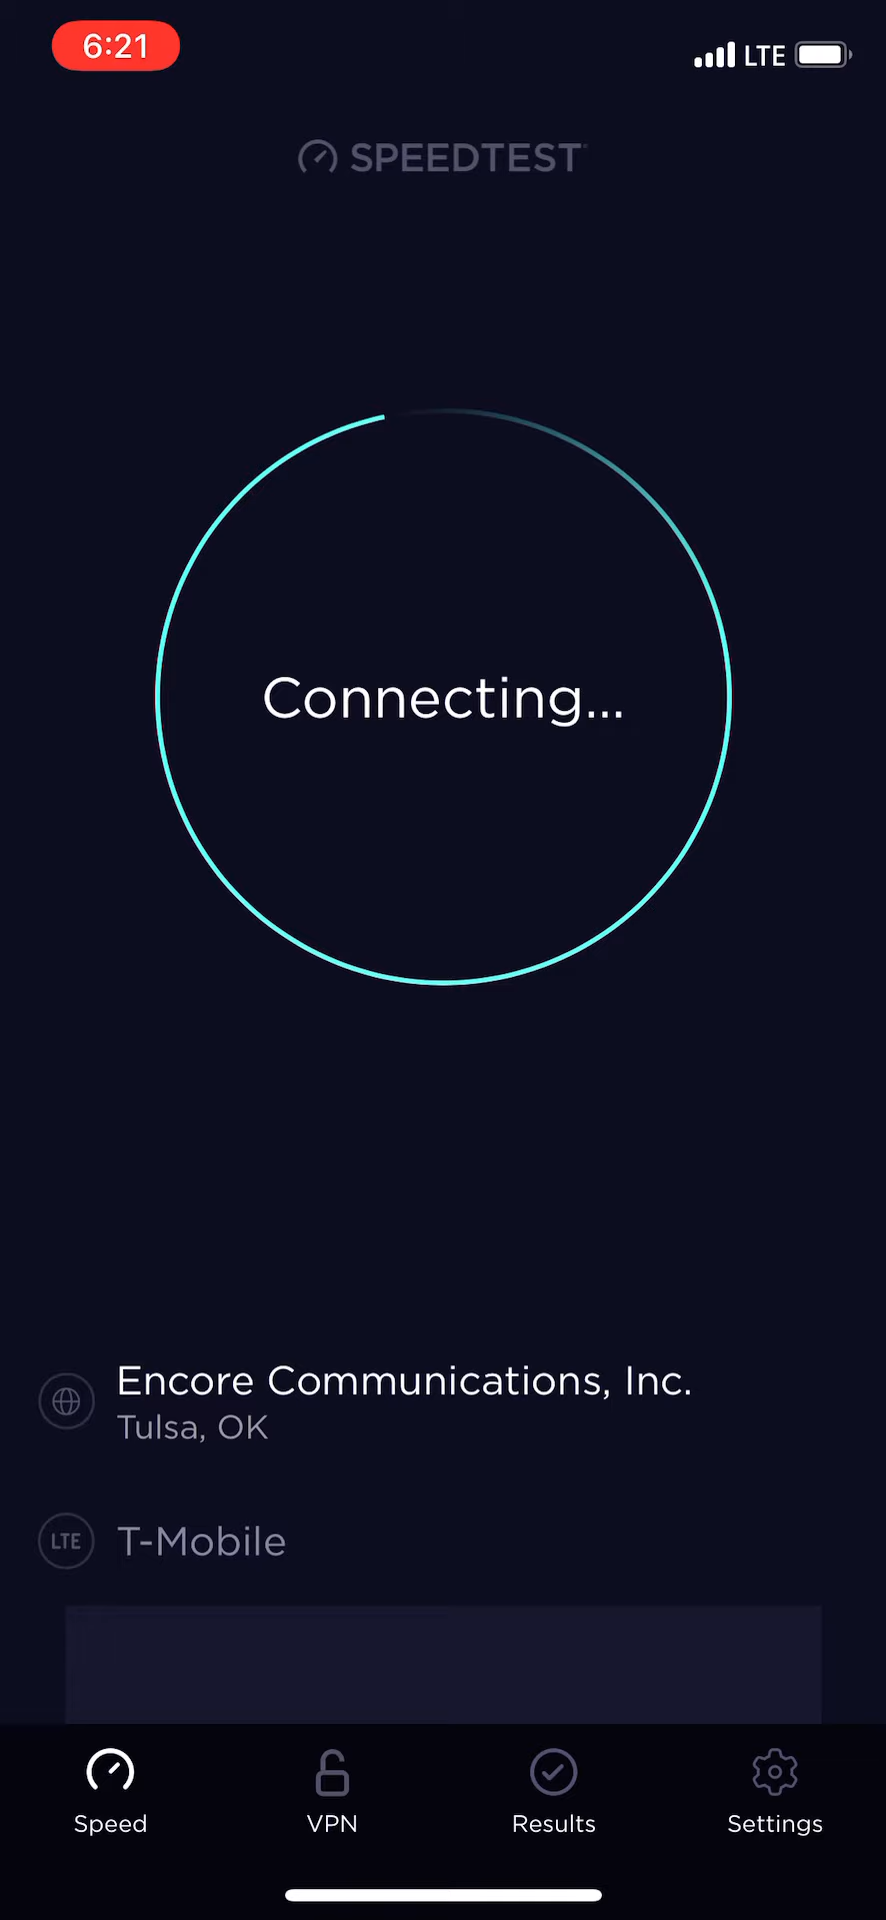 6:21
LTE
SPEEDTEST
Connecting...
Encore Communications, Inc.
Tulsa, OK
LTE
T-Mobile
Speed
VPN
Results
Settings